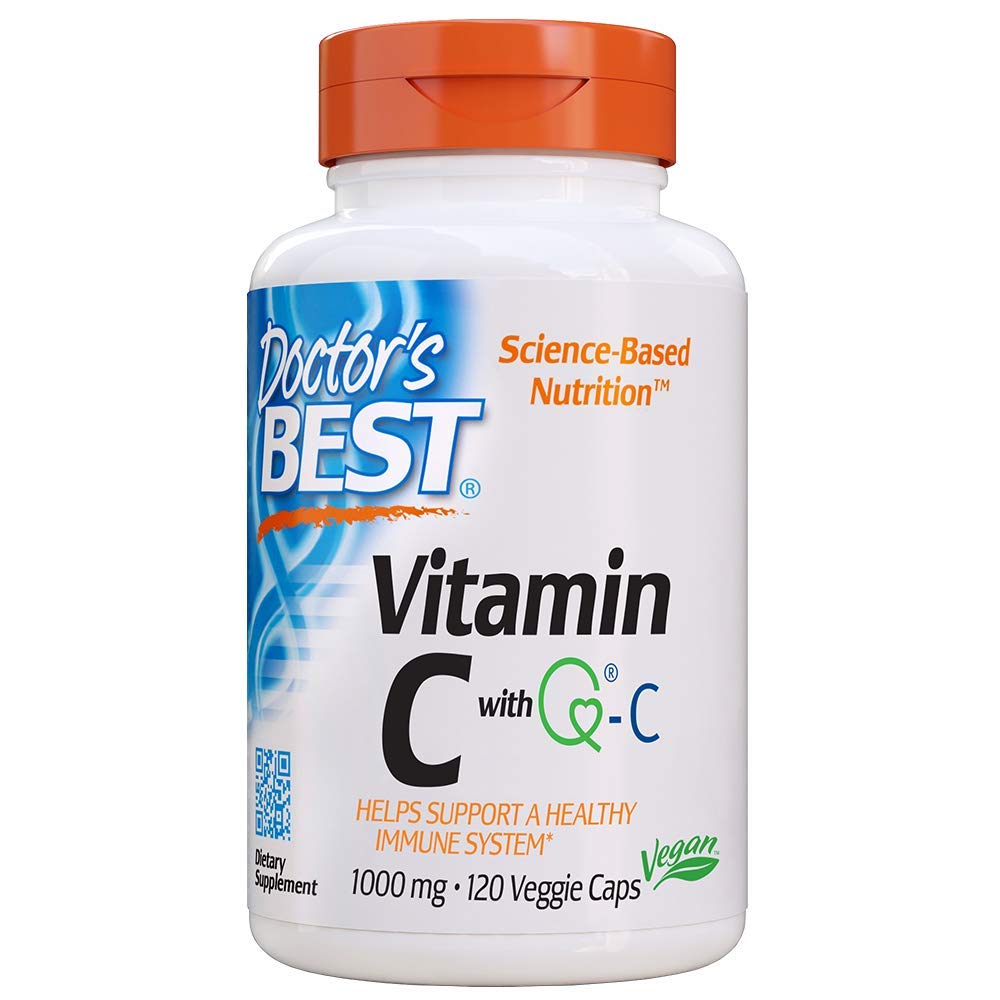 Doctor's
BEST®
Science-Based
Nutrition™
Vitamin
C with Q®-C
HELPS SUPPORT A HEALTHY
IMMUNE SYSTEM*
Dietary
Supplement
1000 mg • 120 Veggie Caps
Vegan™